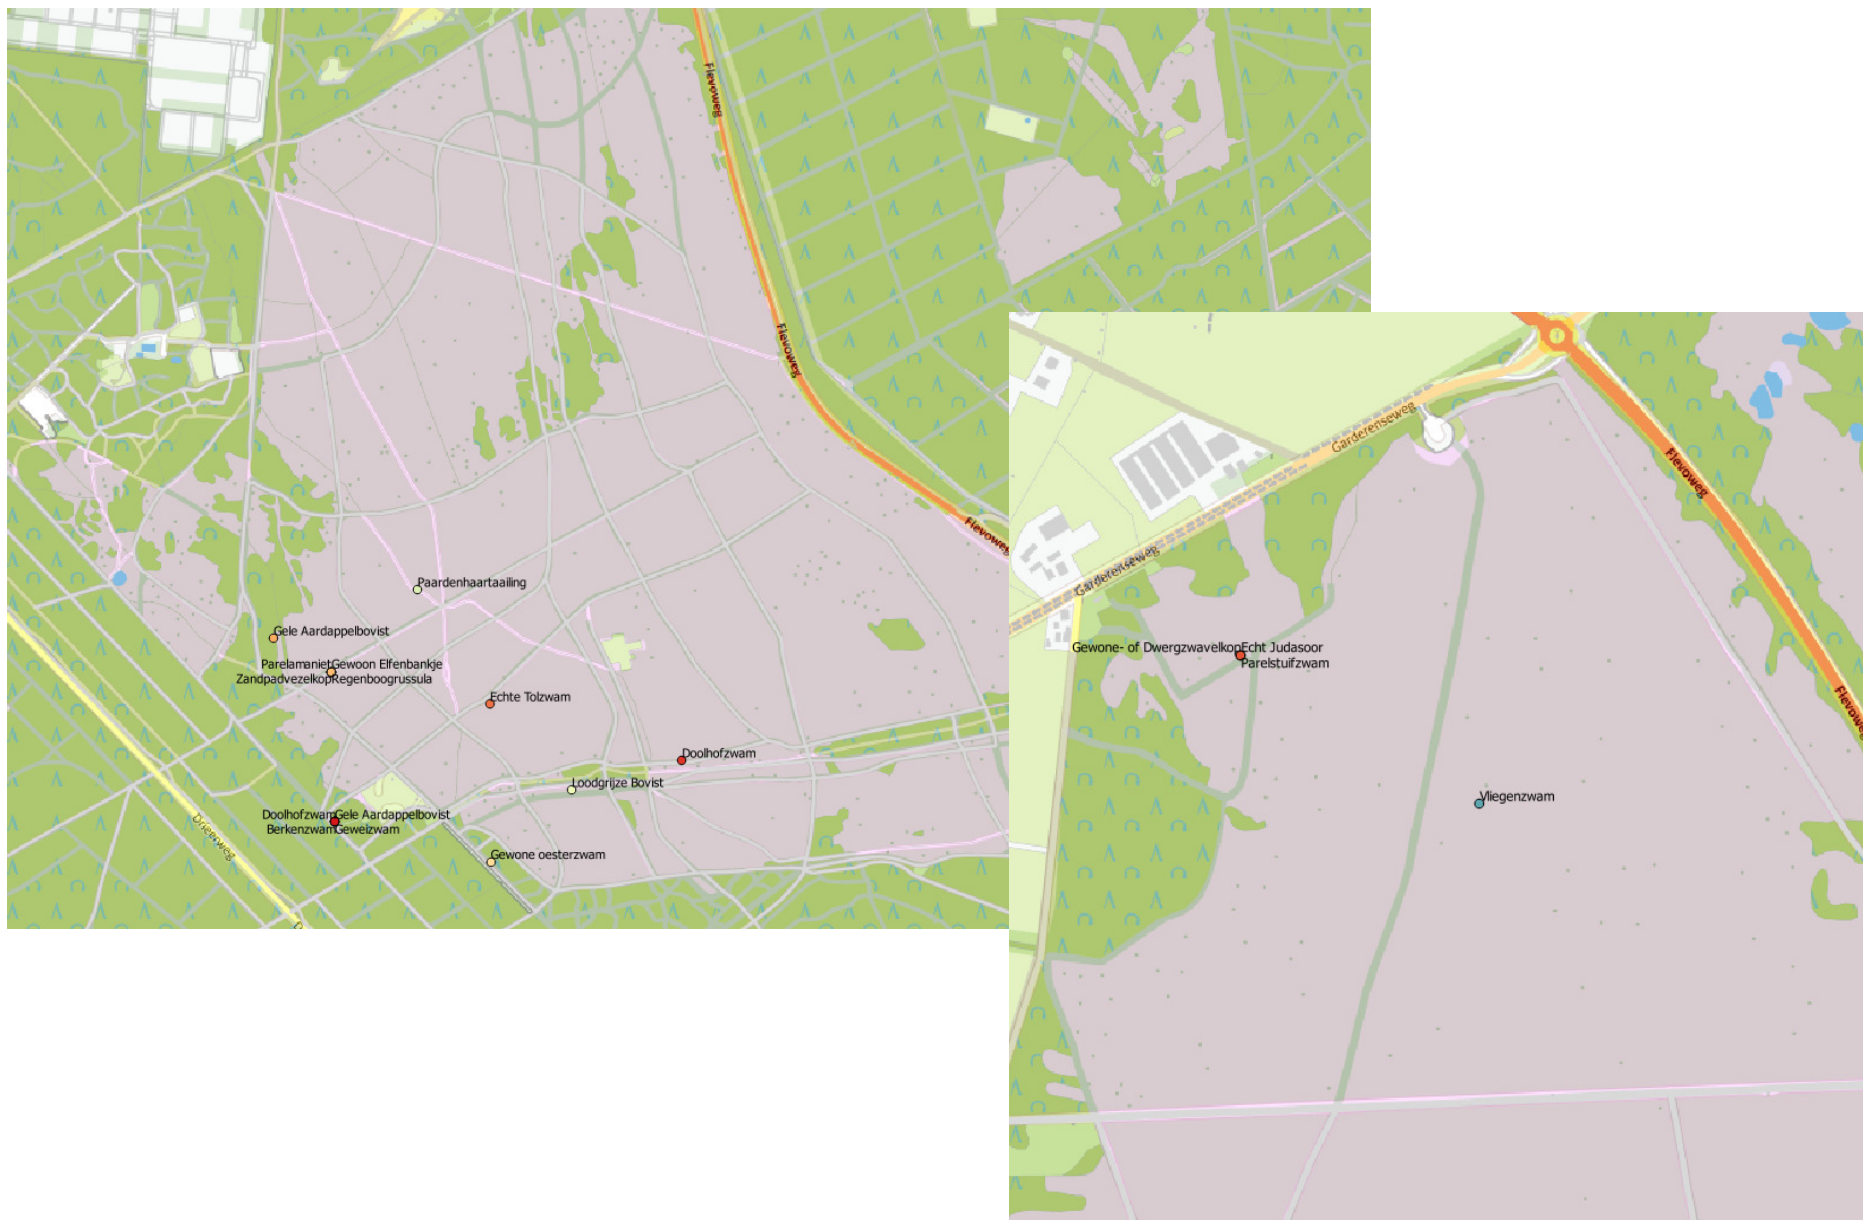 Flevoweg
Flevoweg
Flevoweg
Paardenhaartaailing
Gele Aardappelbovist
ParelamanietGewoon Elfenbankje
ZandpadvezelkopRegenboogrussula
Echte Tolzwam
Doolhofzwam
Loodgrijze Bovist
DoolhofzwamGele Aardappelbovist
BerkenzwamGeweizwam
Gewone oesterzwam
Drieërweg
Garderenseweg
Flevoweg
Garderenseweg
Gewone- of DwergzwavelkopEcht Judasoor
Parelstuifzwam
Flevoweg
Vliegenzwam